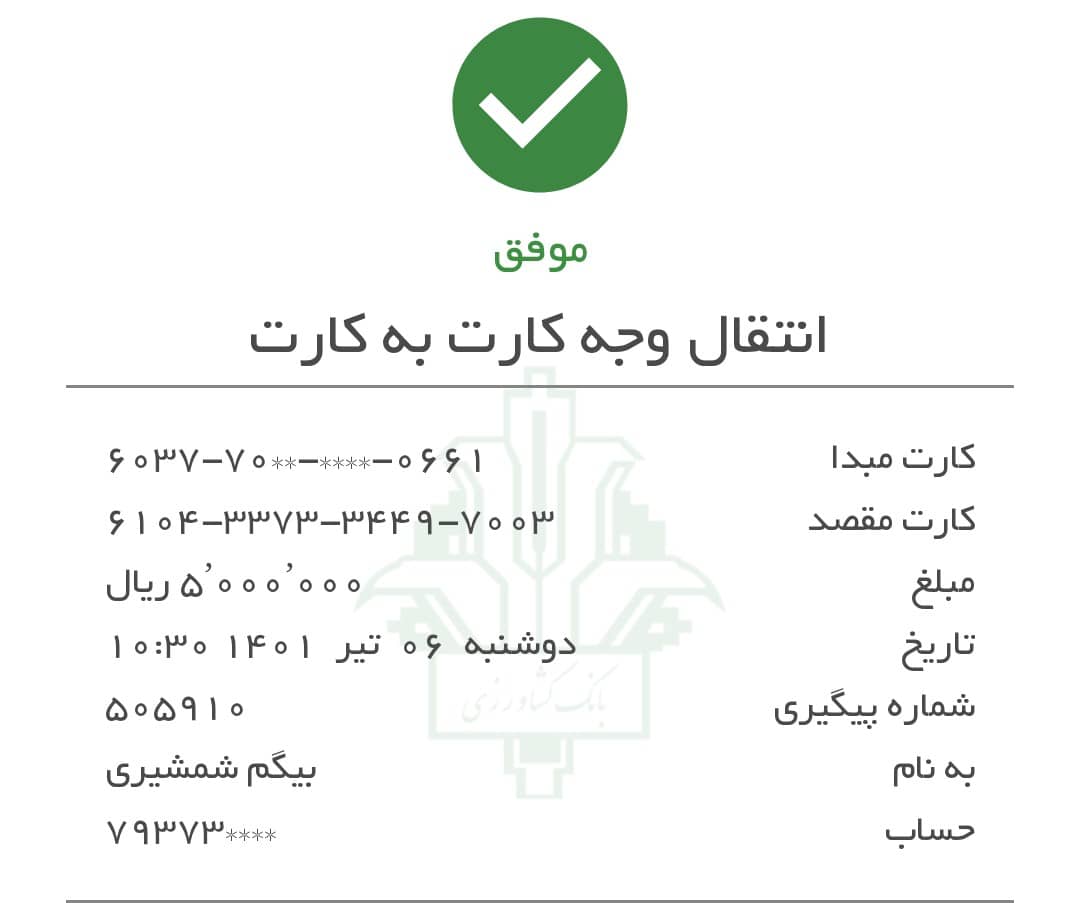 موفق
انتقال وجه کارت به کارت
کارت مبدا ۶۰۳۷-۷۰**-****-۰۶۶۱
کارت مقصد ۶۱۰۴-۳۳۷۳-۳۴۴۹-۷۰۰۳
مبلغ ۵٬۰۰۰٬۰۰۰ ریال
تاریخ دوشنبه ۰۶ تیر ۱۴۰۱ ۱۰:۳۰
شماره پیگیری ۵۰۵۹۱۰
به نام بیگم شمشیری
حساب ۷۹۳۷۳****
بانک کشاورزی